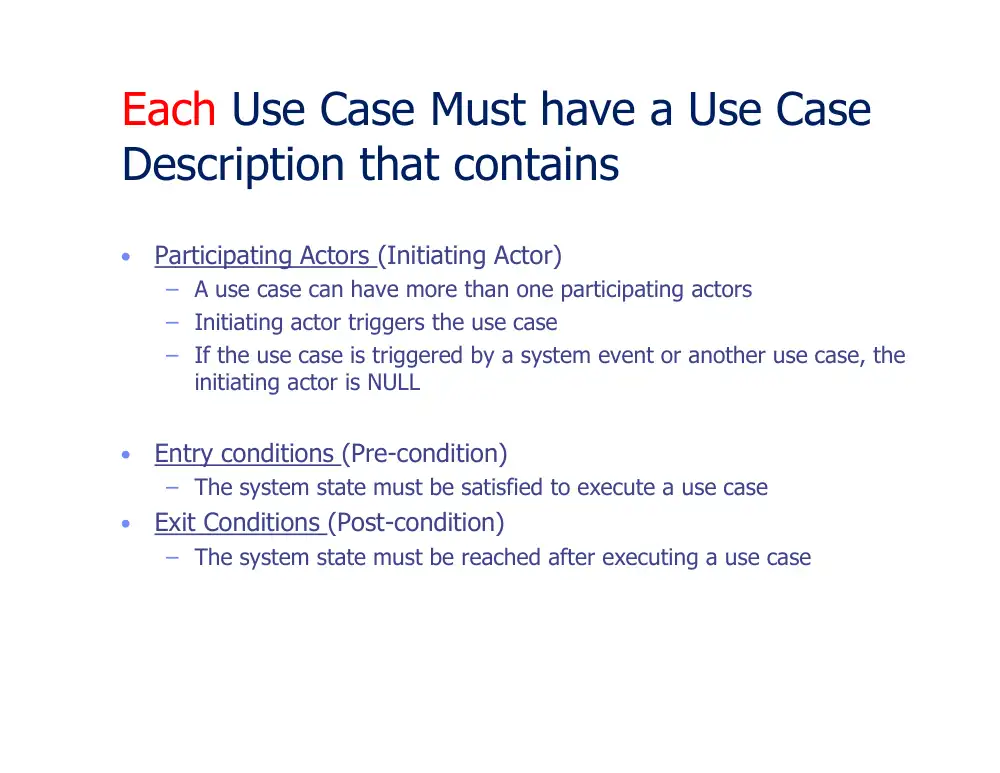 Each Use Case Must have a Use Case
Description that contains
• Participating Actors (Initiating Actor)
– A use case can have more than one participating actors
– Initiating actor triggers the use case
– If the use case is triggered by a system event or another use case, the
initiating actor is NULL
• Entry conditions (Pre-condition)
– The system state must be satisfied to execute a use case
• Exit Conditions (Post-condition)
– The system state must be reached after executing a use case